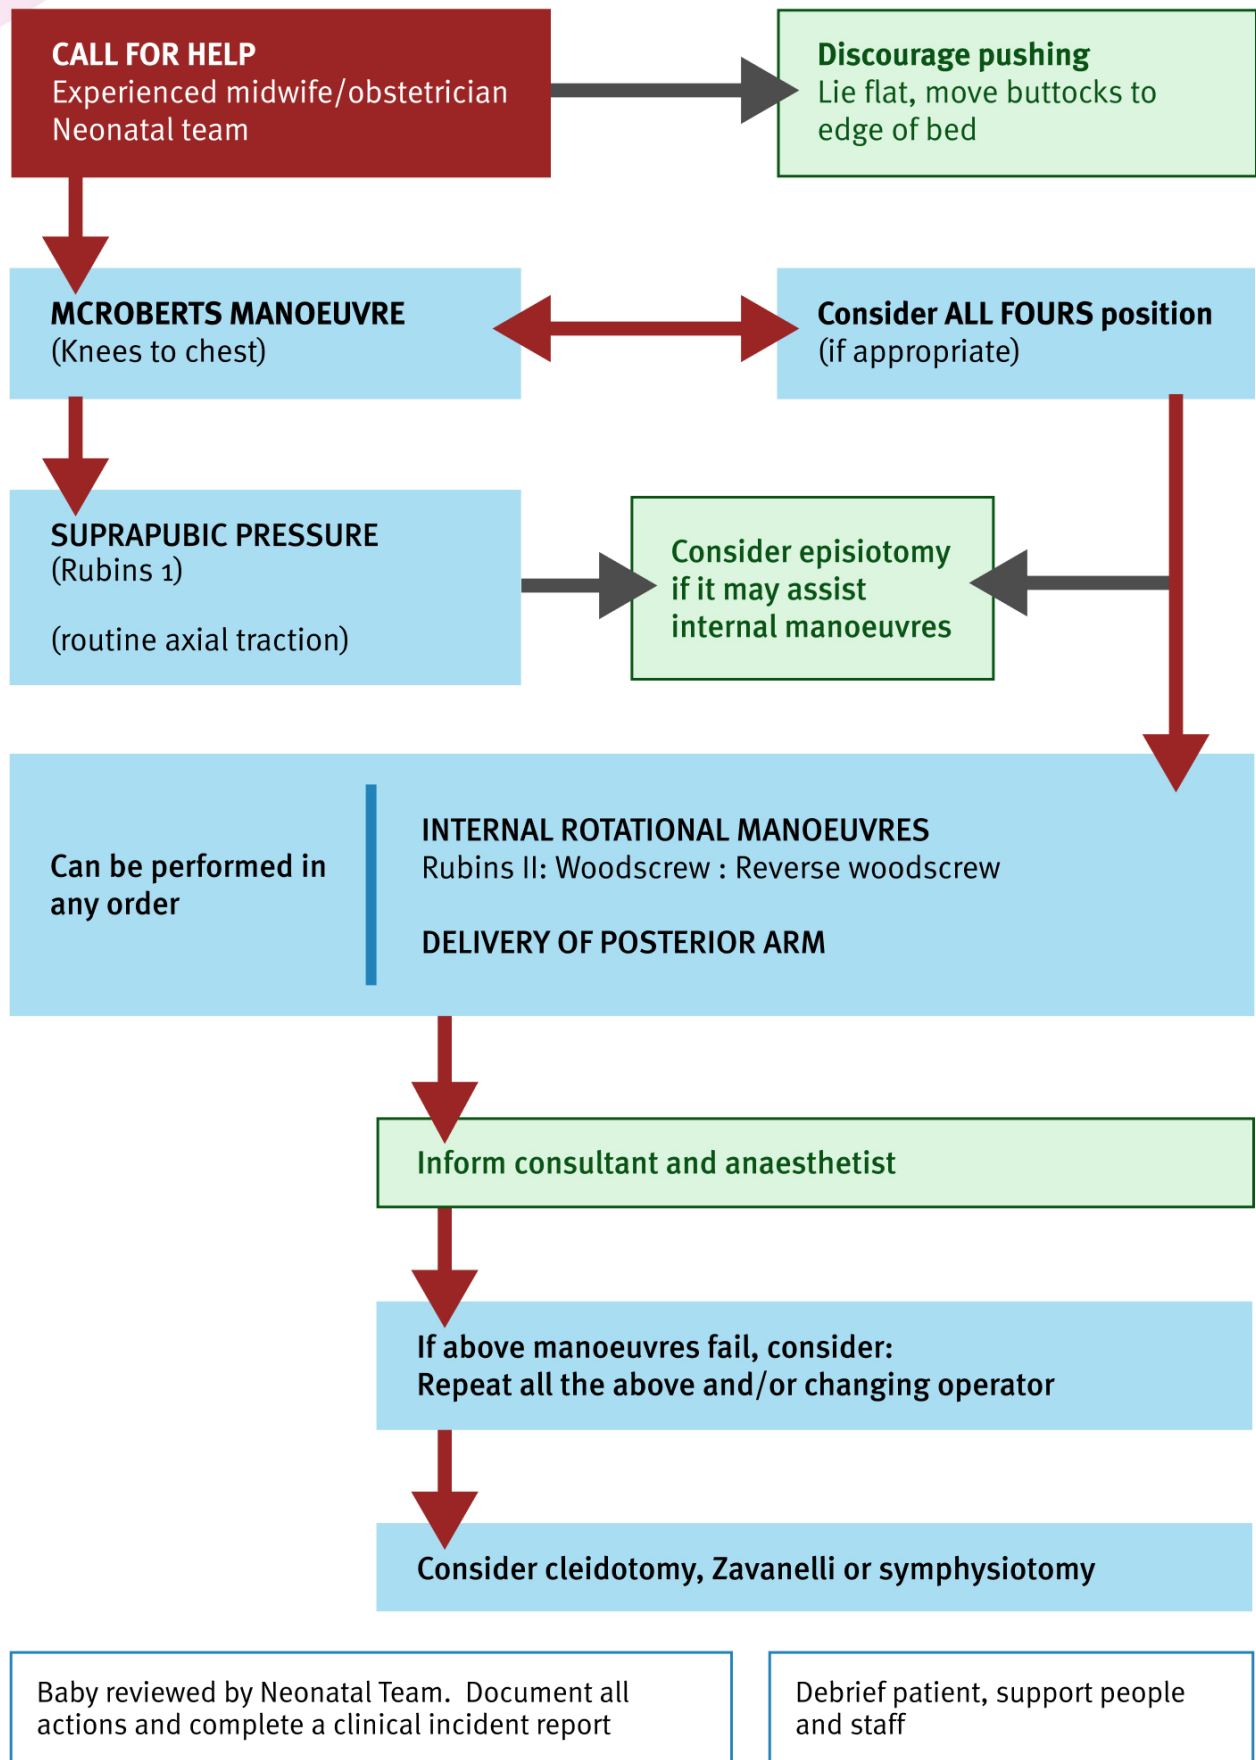 CALL FOR HELP
Experienced midwife/obstetrician
Neonatal team
Discourage pushing
Lie flat, move buttocks to
edge of bed
MCROBERTS MANOEUVRE
(Knees to chest)
Consider ALL FOURS position
(if appropriate)
SUPRAPUBIC PRESSURE
(Rubins 1)
(routine axial traction)
Consider episiotomy
if it may assist
internal manoeuvres
Can be performed in
any order
INTERNAL ROTATIONAL MANOEUVRES
Rubins II: Woodscrew : Reverse woodscrew
DELIVERY OF POSTERIOR ARM
Inform consultant and anaesthetist
If above manoeuvres fail, consider:
Repeat all the above and/or changing operator
Consider cleidotomy, Zavanelli or symphysiotomy
Baby reviewed by Neonatal Team.  Document all
actions and complete a clinical incident report
Debrief patient, support people
and staff